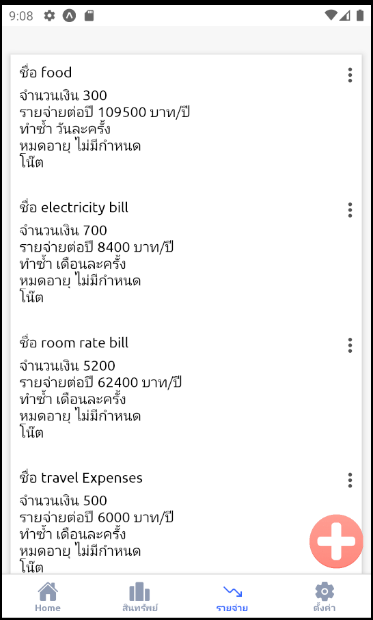 9:08
ชื่อ food
จำนวนเงิน 300
รายจ่ายต่อปี 109500 บาท/ปี
ทำซ้ำ วันละครั้ง
หมดอายุ ไม่มีกำหนด
โน๊ต
ชื่อ electricity bill
จำนวนเงิน 700
รายจ่ายต่อปี 8400 บาท/ปี
ทำซ้ำ เดือนละครั้ง
หมดอายุ ไม่มีกำหนด
โน๊ต
ชื่อ room rate bill
จำนวนเงิน 5200
รายจ่ายต่อปี 62400 บาท/ปี
ทำซ้ำ เดือนละครั้ง
หมดอายุ ไม่มีกำหนด
โน๊ต
ชื่อ travel Expenses
จำนวนเงิน 500
รายจ่ายต่อปี 6000 บาท/ปี
ทำซ้ำ เดือนละครั้ง
หมดอายุ ไม่มีกำหนด
โน๊ต
Home สินทรัพย์ รายจ่าย ตั้งค่า